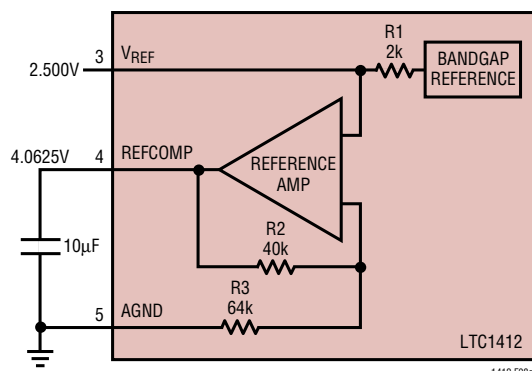 R1
2k
BANDGAP
REFERENCE
3
VREF
2.500V
4.0625V
4
REFCOMP
REFERENCE
AMP
R2
40k
10µF
R3
64k
5
AGND
LTC1412